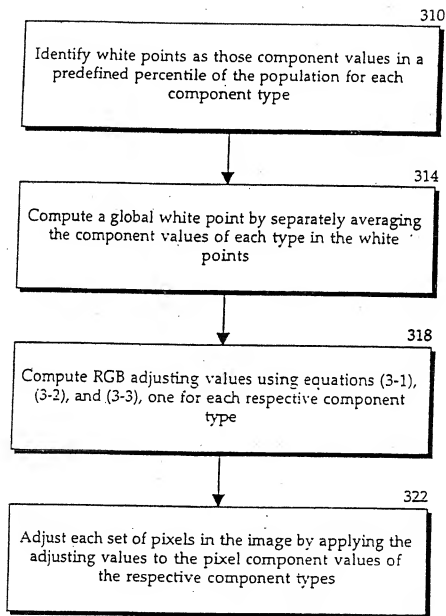 310
Identify white points as those component values in a
predefined percentile of the population for each
component type
314
Compute a global white point by separately averaging
the component values of each type in the white
points
318
Compute RGB adjusting values using equations (3-1),
(3-2), and (3-3), one for each respective component
type
322
Adjust each set of pixels in the image by applying the
adjusting values to the pixel component values of
the respective component types